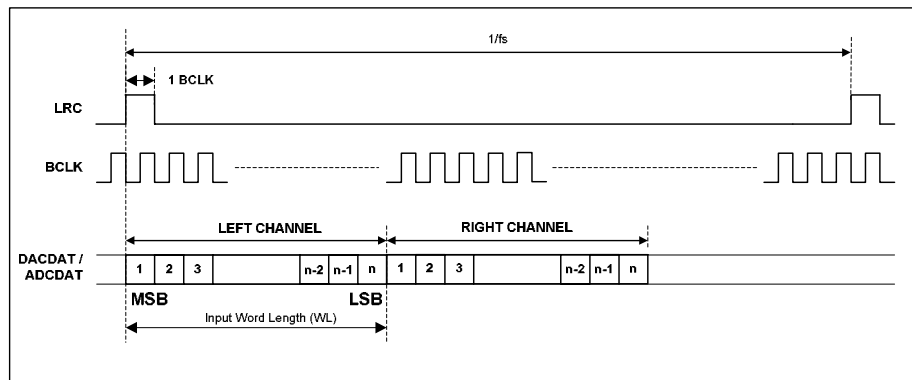 1/fs
1 BCLK
LRC
BCLK
LEFT CHANNEL
RIGHT CHANNEL
DACDAT /
ADCDAT
1 2 3 n-2 n-1 n 1 2 3 n-2 n-1 n
MSB LSB
Input Word Length (WL)